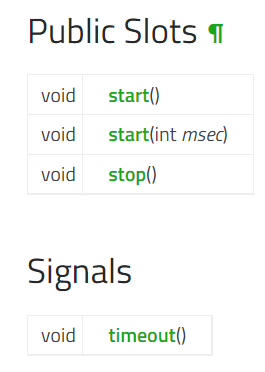 Public Slots ¶
void start()
void start(int msec)
void stop()
Signals
void timeout()